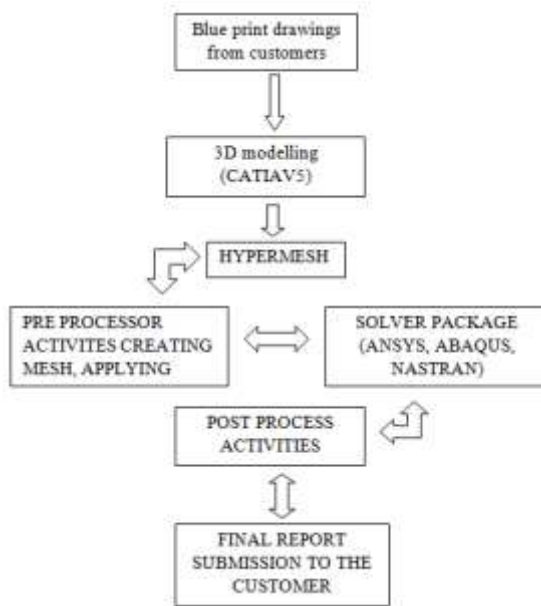 Blue print drawings
from customers
3D modelling
(CATIAV5)
HYPERMESH
PRE PROCESSOR
ACTIVITES CREATING
MESH, APPLYING
SOLVER PACKAGE
(ANSYS, ABAQUS,
NASTRAN)
POST PROCESS
ACTIVITIES
FINAL REPORT
SUBMISSION TO THE
CUSTOMER